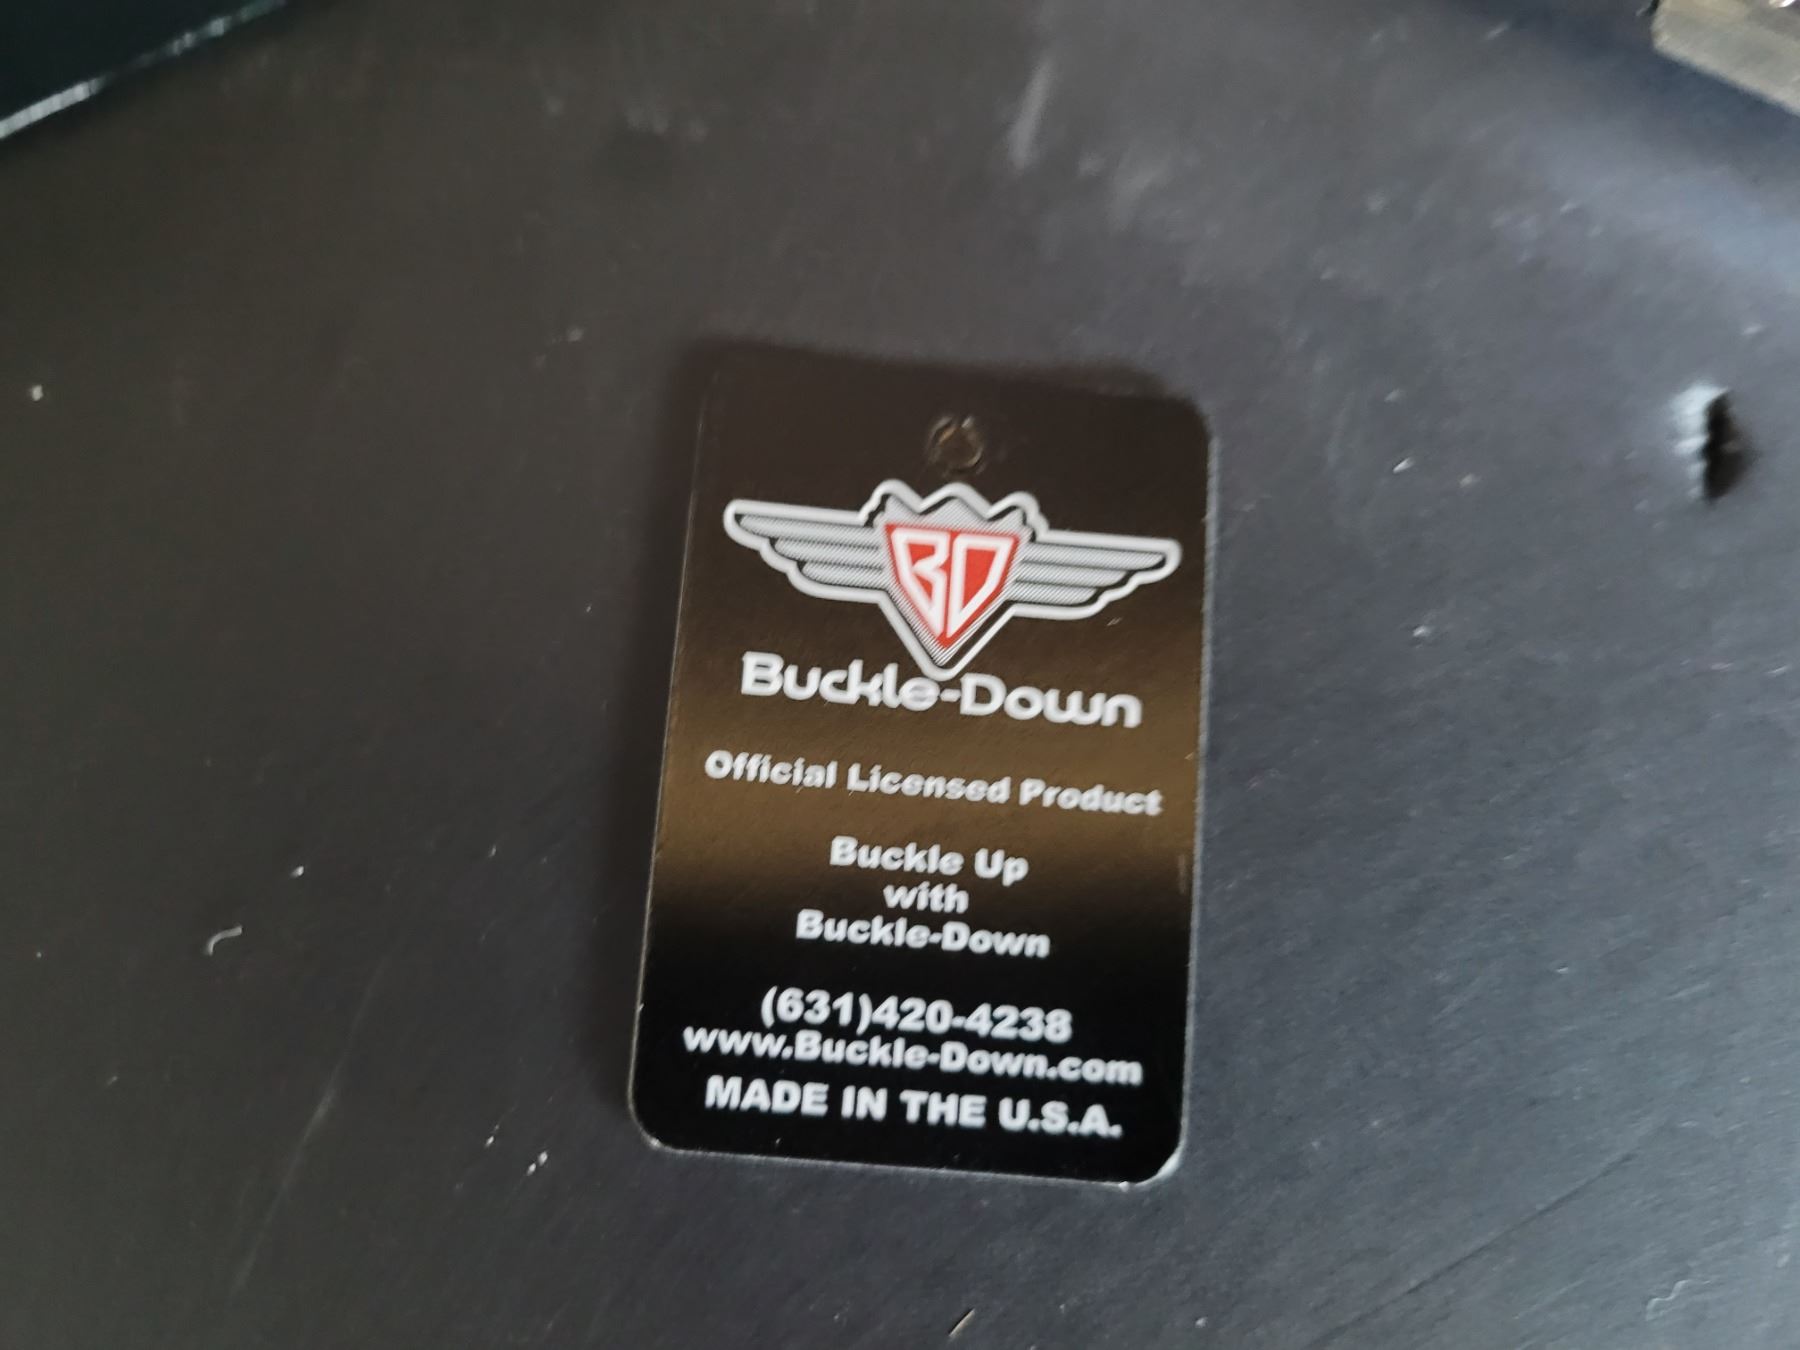 BD
Buckle-Down
Official Licensed Product
Buckle Up
with
Buckle-Down
(631)420-4238
www.Buckle-Down.com
MADE IN THE U.S.A.